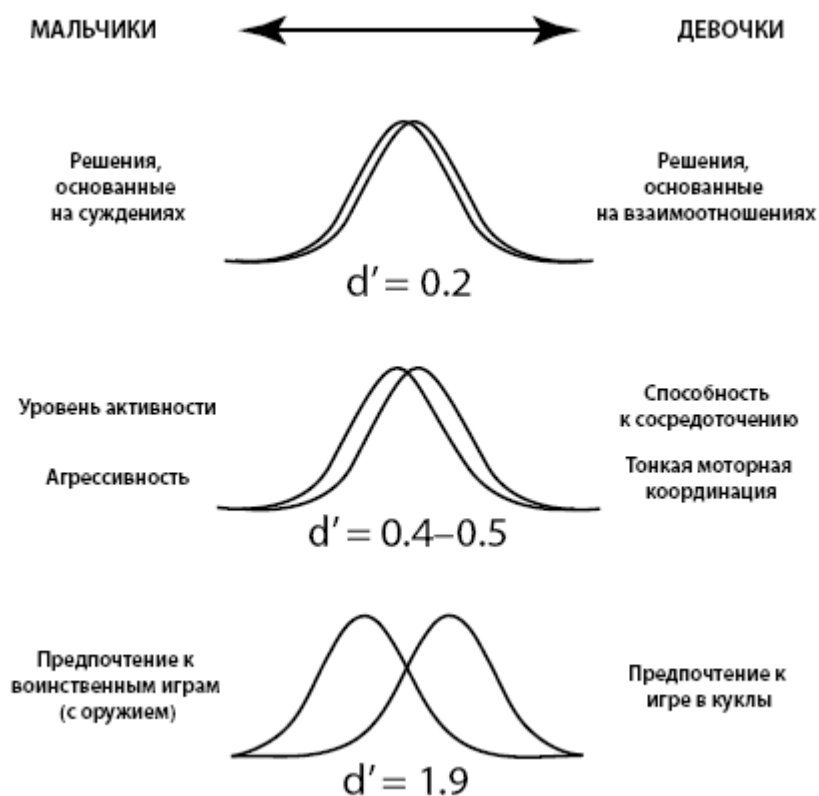 МАЛЬЧИКИ
ДЕВОЧКИ
Решения,
основанные
на суждениях
Решения,
основанные
на взаимоотношениях
d′ = 0.2
Уровень активности
Агрессивность
Способность
к сосредоточению
Тонкая моторная
координация
d′ = 0.4–0.5
Предпочтение к
воинственным играм
(с оружием)
Предпочтение к
игре в куклы
d′ = 1.9